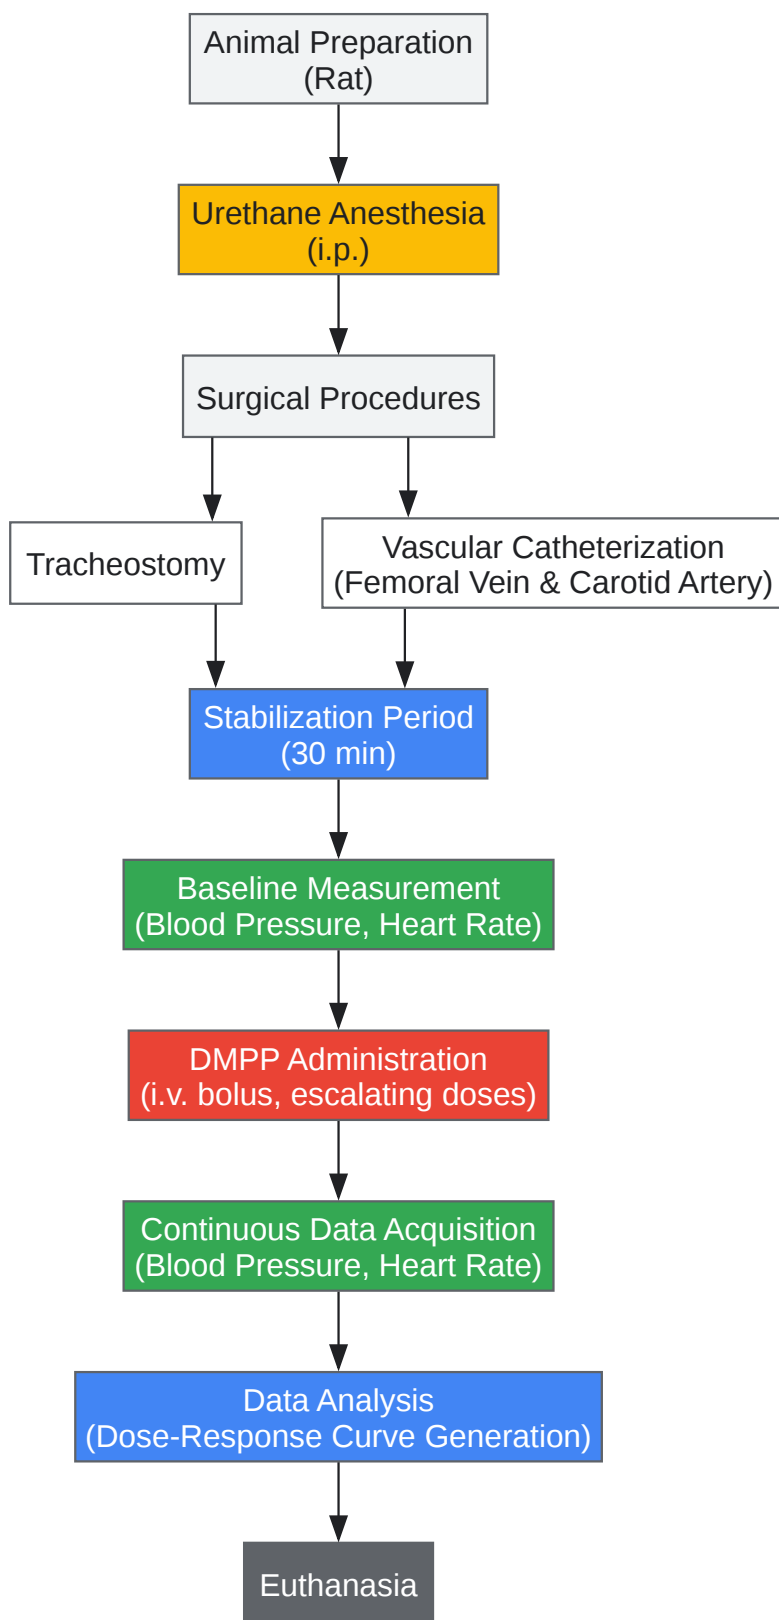 Animal Preparation
(Rat)
Urethane Anesthesia
(i.p.)
Surgical Procedures
Tracheostomy
Vascular Catheterization
(Femoral Vein & Carotid Artery)
Stabilization Period
(30 min)
Baseline Measurement
(Blood Pressure, Heart Rate)
DMPP Administration
(i.v. bolus, escalating doses)
Continuous Data Acquisition
(Blood Pressure, Heart Rate)
Data Analysis
(Dose-Response Curve Generation)
Euthanasia